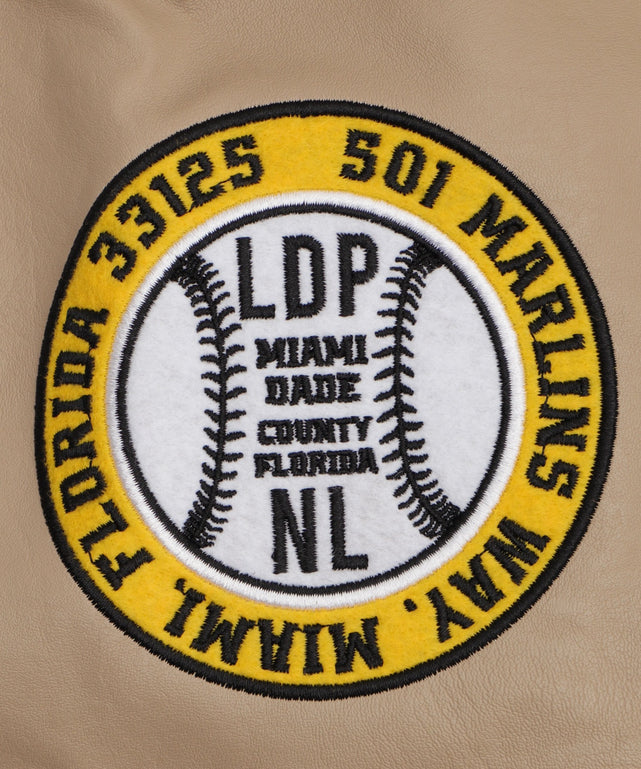 501 MARLINS WAY, MIAMI, FLORIDA 33125
LDP
MIAMI
DADE
COUNTY
FLORIDA
NL